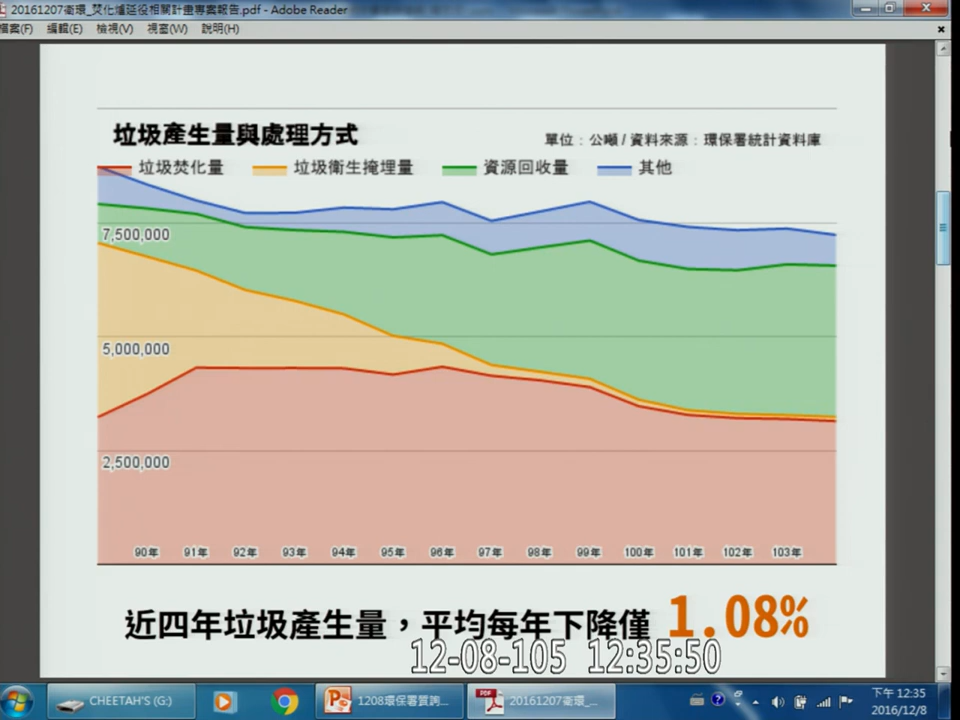 20161207衛環_焚化爐延役相關計畫專案報告.pdf - Adobe Reader
檔案(F) 編輯(E) 檢視(V) 視窗(W) 說明(H)
垃圾產生量與處理方式
單位：公噸 / 資料來源：環保署統計資料庫
垃圾焚化量 垃圾衛生掩埋量 資源回收量 其他
7,500,000
5,000,000
2,500,000
90年 91年 92年 93年 94年 95年 96年 97年 98年 99年 100年 101年 102年 103年
近四年垃圾產生量，平均每年下降僅 1.08%
12-08-105 12:35:50
CHEETAH'S (G:) 1208環保署質詢... 20161207衛環_...
下午 12:35
2016/12/8